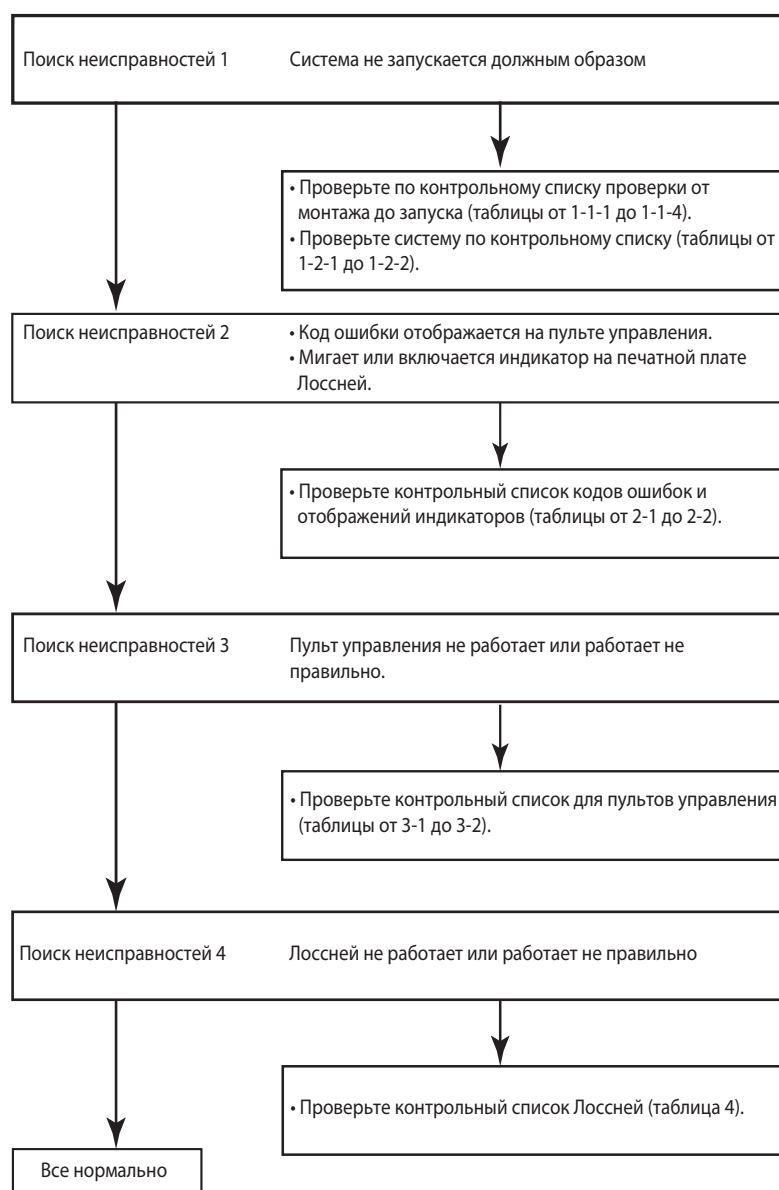 Поиск неисправностей 1 Система не запускается должным образом
• Проверьте по контрольному списку проверки от
монтажа до запуска (таблицы от 1-1-1 до 1-1-4).
• Проверьте систему по контрольному списку (таблицы от
1-2-1 до 1-2-2).
Поиск неисправностей 2 • Код ошибки отображается на пульте управления.
• Мигает или включается индикатор на печатной плате
Лоссней.
• Проверьте контрольный список кодов ошибок и
отображений индикаторов (таблицы от 2-1 до 2-2).
Поиск неисправностей 3 Пульт управления не работает или работает не
правильно.
• Проверьте контрольный список для пультов управления
(таблицы от 3-1 до 3-2).
Поиск неисправностей 4 Лоссней не работает или работает не правильно
• Проверьте контрольный список Лоссней (таблица 4).
Все нормально